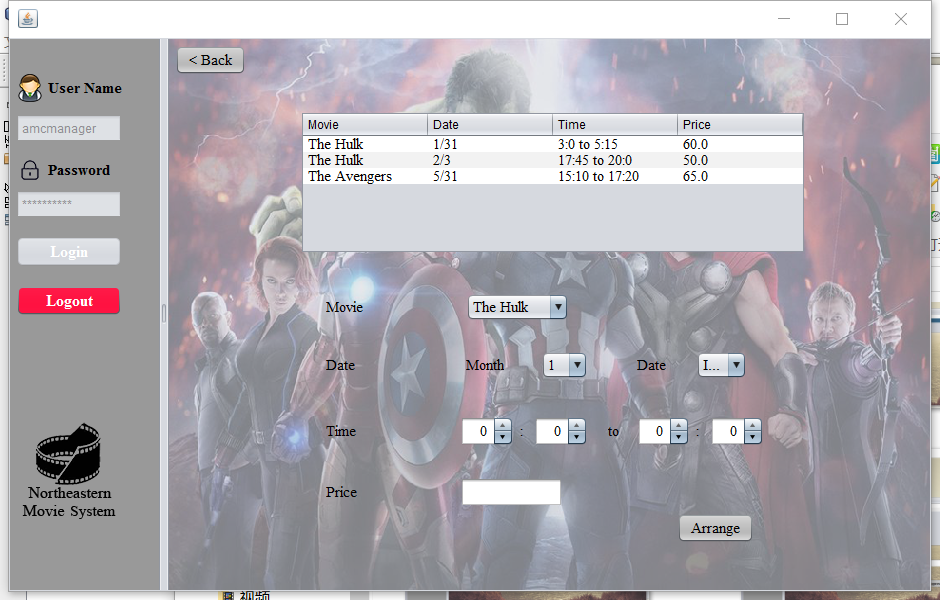 < Back
User Name
amcmanager
Password
**********
Login
Logout
Northeastern
Movie System
Movie Date Time Price
The Hulk 1/31 3:0 to 5:15 60.0
The Hulk 2/3 17:45 to 20:0 50.0
The Avengers 5/31 15:10 to 17:20 65.0
Movie The Hulk
Date Month 1 Date I...
Time 0 : 0 to 0 : 0
Price
Arrange
视频